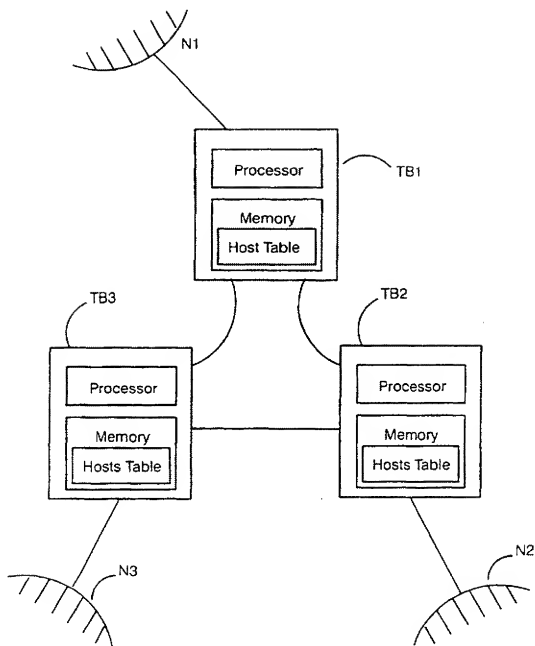 N1
Processor
TB1
Memory
Host Table
TB3
TB2
Processor
Processor
Memory
Memory
Hosts Table
Hosts Table
N3
N2